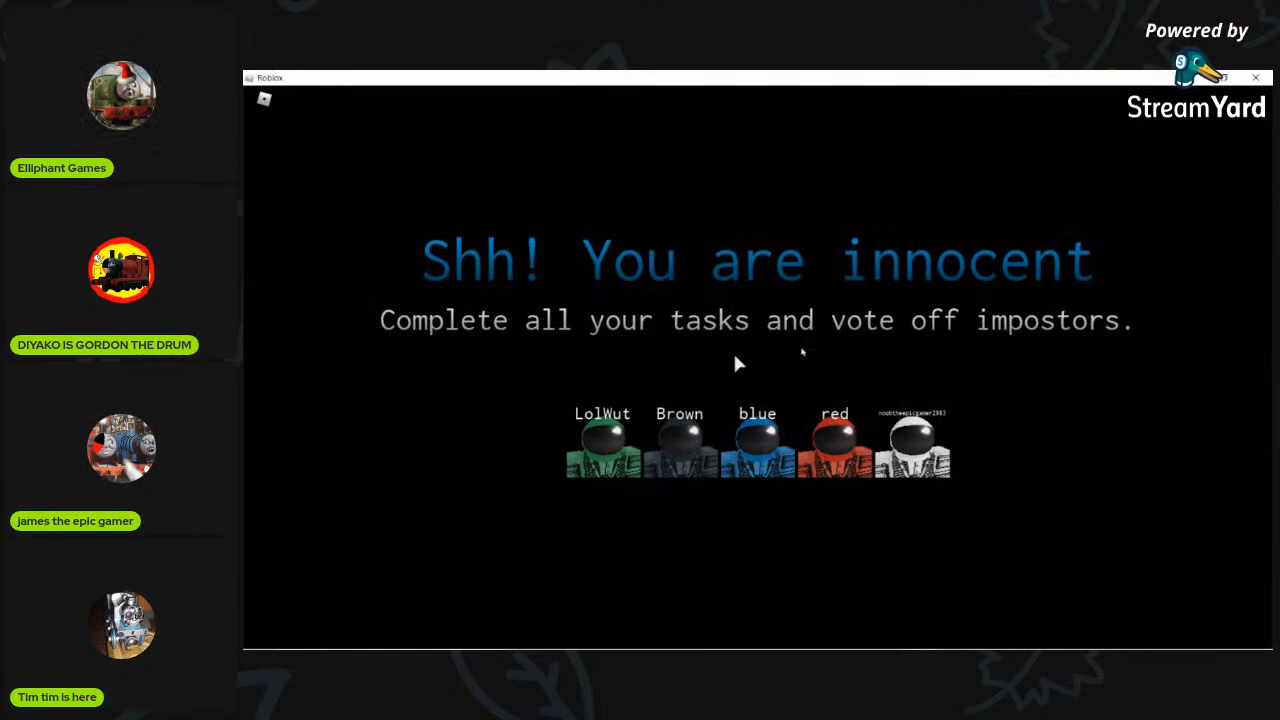 Powered by
StreamYard
Roblox
Elliphant Games
Shh! You are innocent
Complete all your tasks and vote off impostors.
DIYAKO IS GORDON THE DRUM
LolWut Brown blue red noobtheepicgamer2983
james the epic gamer
Tim tim is here